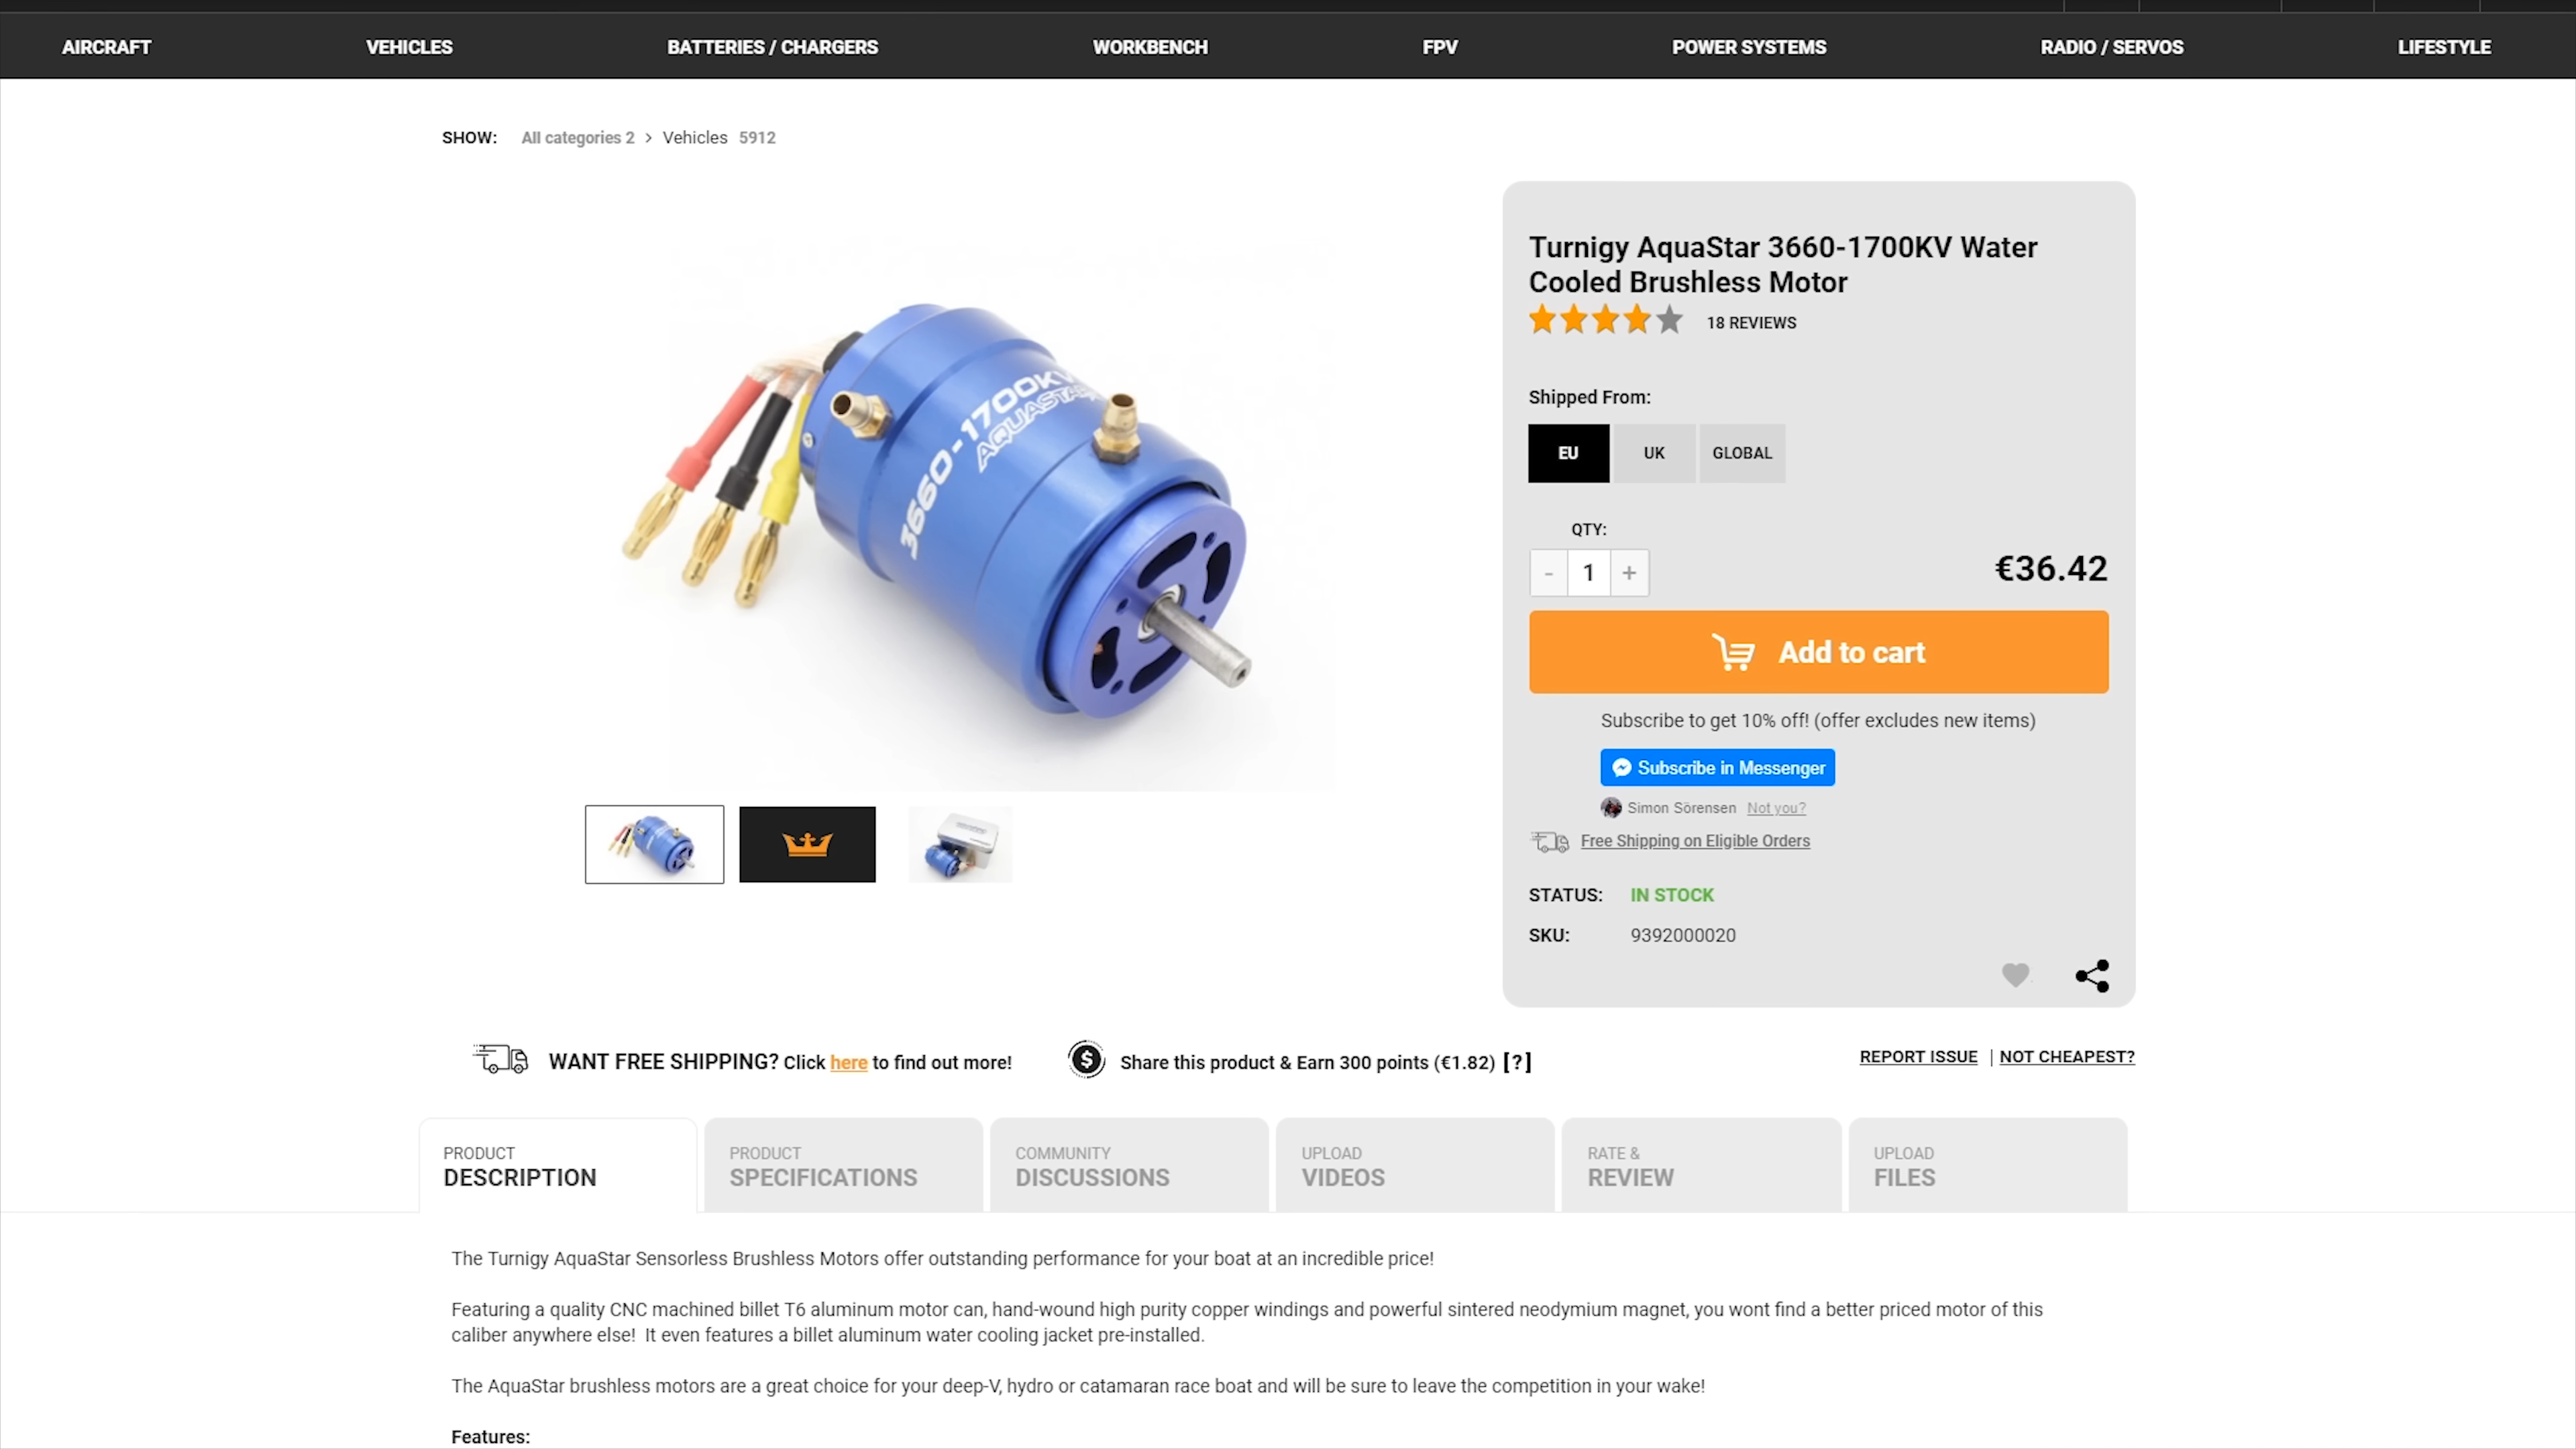 AIRCRAFT VEHICLES BATTERIES / CHARGERS WORKBENCH FPV POWER SYSTEMS RADIO / SERVOS LIFESTYLE
SHOW: All categories 2 > Vehicles 5912
3660-1700KV
AQUASTAR
Turnigy AquaStar 3660-1700KV Water
Cooled Brushless Motor
18 REVIEWS
Shipped From:
EU UK GLOBAL
QTY:
- 1 +
€36.42
Add to cart
Subscribe to get 10% off! (offer excludes new items)
Subscribe in Messenger
Simon Sörensen Not you?
Free Shipping on Eligible Orders
STATUS: IN STOCK
SKU: 9392000020
WANT FREE SHIPPING? Click here to find out more!
$ Share this product & Earn 300 points (€1.82) [?]
REPORT ISSUE | NOT CHEAPEST?
PRODUCT
DESCRIPTION
PRODUCT
SPECIFICATIONS
COMMUNITY
DISCUSSIONS
UPLOAD
VIDEOS
RATE &
REVIEW
UPLOAD
FILES
The Turnigy AquaStar Sensorless Brushless Motors offer outstanding performance for your boat at an incredible price!
Featuring a quality CNC machined billet T6 aluminum motor can, hand-wound high purity copper windings and powerful sintered neodymium magnet, you wont find a better priced motor of this
caliber anywhere else! It even features a billet aluminum water cooling jacket pre-installed.
The AquaStar brushless motors are a great choice for your deep-V, hydro or catamaran race boat and will be sure to leave the competition in your wake!
Features: